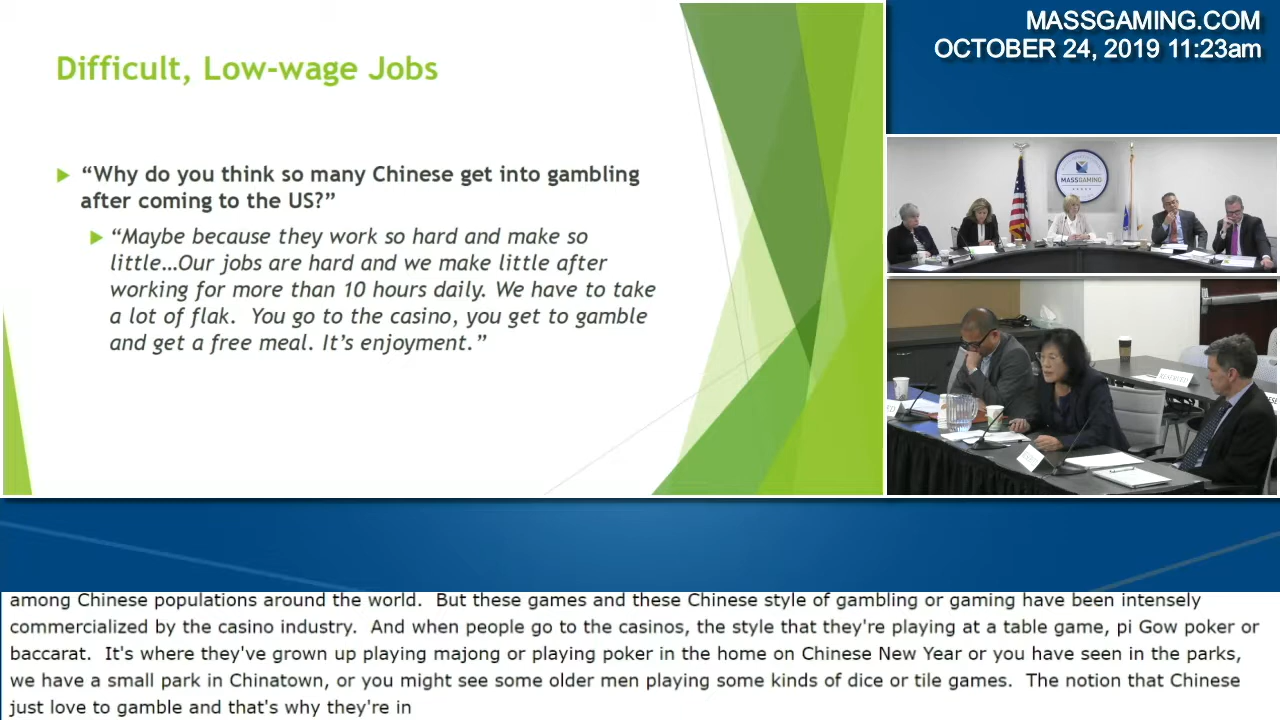 MASSGAMING.COM
OCTOBER 24, 2019 11:23am
Difficult, Low-wage Jobs
“Why do you think so many Chinese get into gambling
after coming to the US?”
“Maybe because they work so hard and make so
little…Our jobs are hard and we make little after
working for more than 10 hours daily. We have to take
a lot of flak.  You go to the casino, you get to gamble
and get a free meal. It’s enjoyment.”
MASSGAMING
RESERVED
among Chinese populations around the world.  But these games and these Chinese style of gambling or gaming have been intensely
commercialized by the casino industry.  And when people go to the casinos, the style that they're playing at a table game, pi Gow poker or
baccarat.  It's where they've grown up playing majong or playing poker in the home on Chinese New Year or you have seen in the parks,
we have a small park in Chinatown, or you might see some older men playing some kinds of dice or tile games.  The notion that Chinese
just love to gamble and that's why they're in